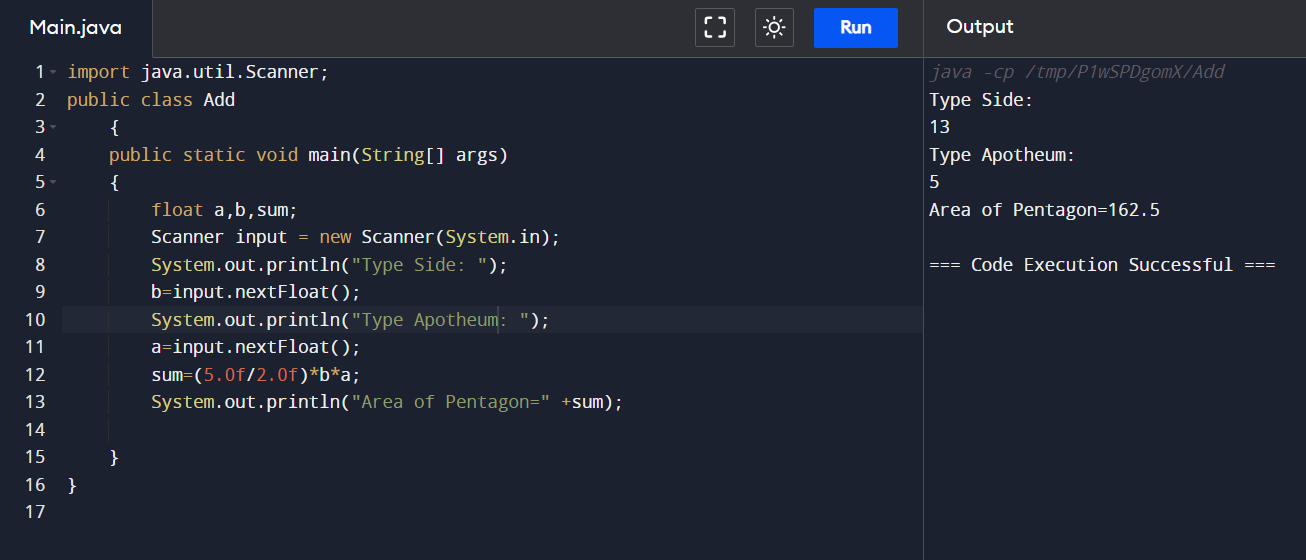 Main.java
Run
Output
1 import java.util.Scanner;
2 public class Add
3 {
4 public static void main(String[] args)
5 {
6 float a,b,sum;
7 Scanner input = new Scanner(System.in);
8 System.out.println("Type Side: ");
9 b=input.nextFloat();
10 System.out.println("Type Apotheum: ");
11 a=input.nextFloat();
12 sum=(5.0f/2.0f)*b*a;
13 System.out.println("Area of Pentagon=" +sum);
14
15 }
16 }
17
java -cp /tmp/P1wSPDgomX/Add
Type Side:
13
Type Apotheum:
5
Area of Pentagon=162.5
=== Code Execution Successful ===